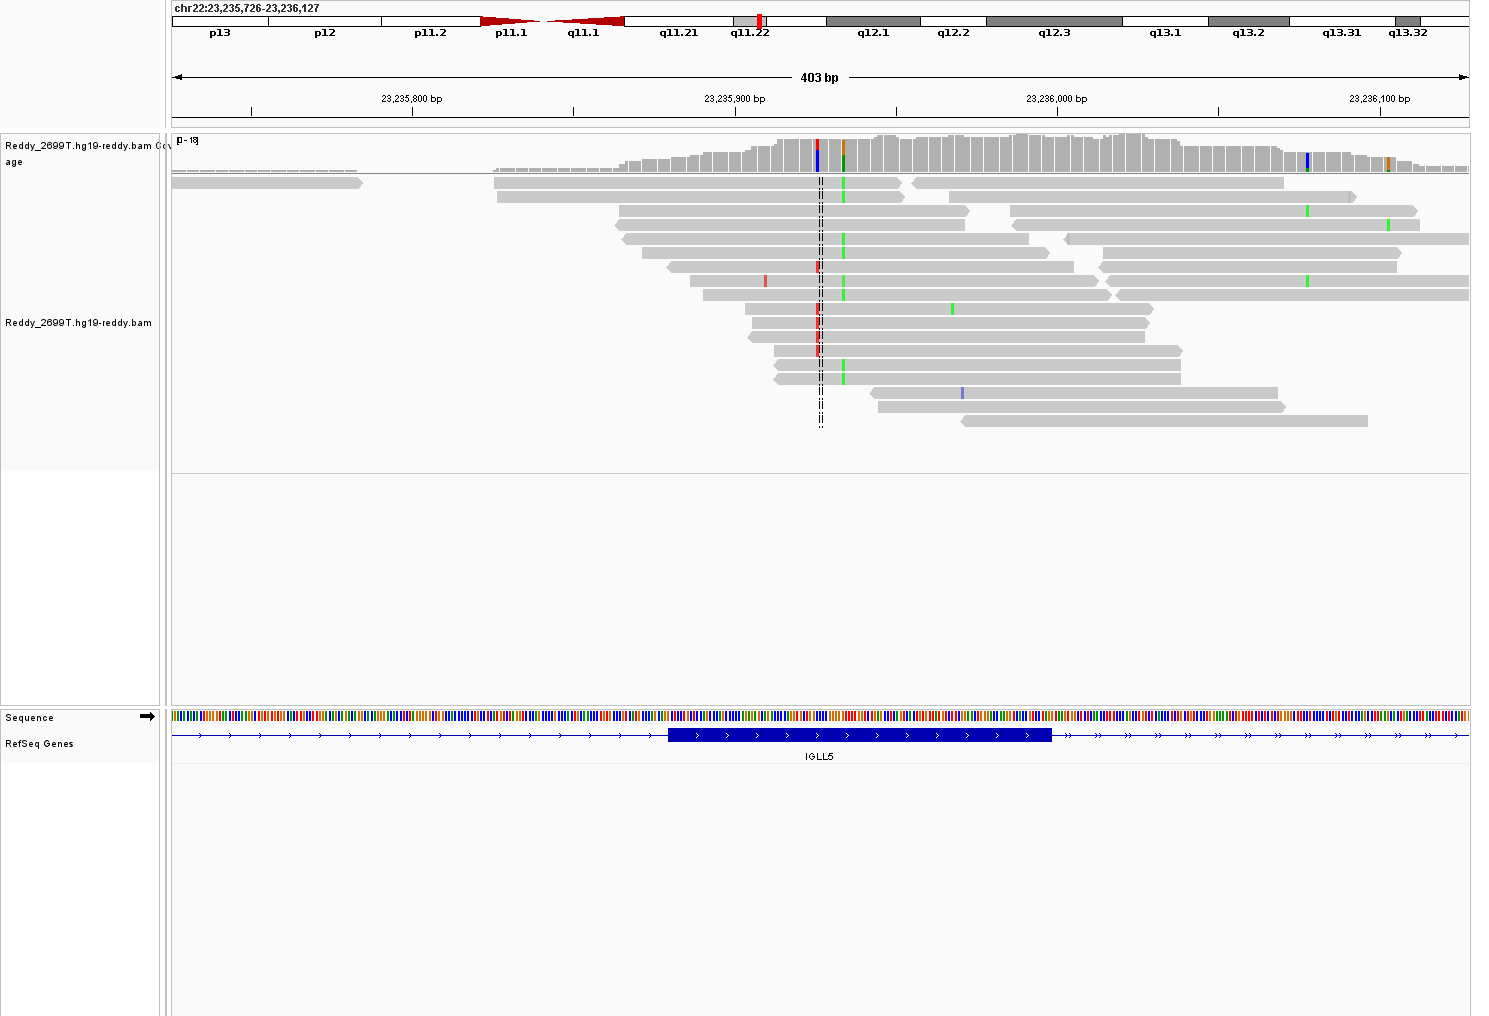 chr22:23,235,726-23,236,127
p13 p12 p11.2 p11.1 q11.1 q11.21 q11.22 q12.1 q12.2 q12.3 q13.1 q13.2 q13.31 q13.32
403 bp
23,235,800 bp 23,235,900 bp 23,236,000 bp 23,236,100 bp
Reddy_2699T.hg19-reddy.bam Cov
age
[0 - 18]
Reddy_2699T.hg19-reddy.bam
Sequence
RefSeq Genes
IGLL5